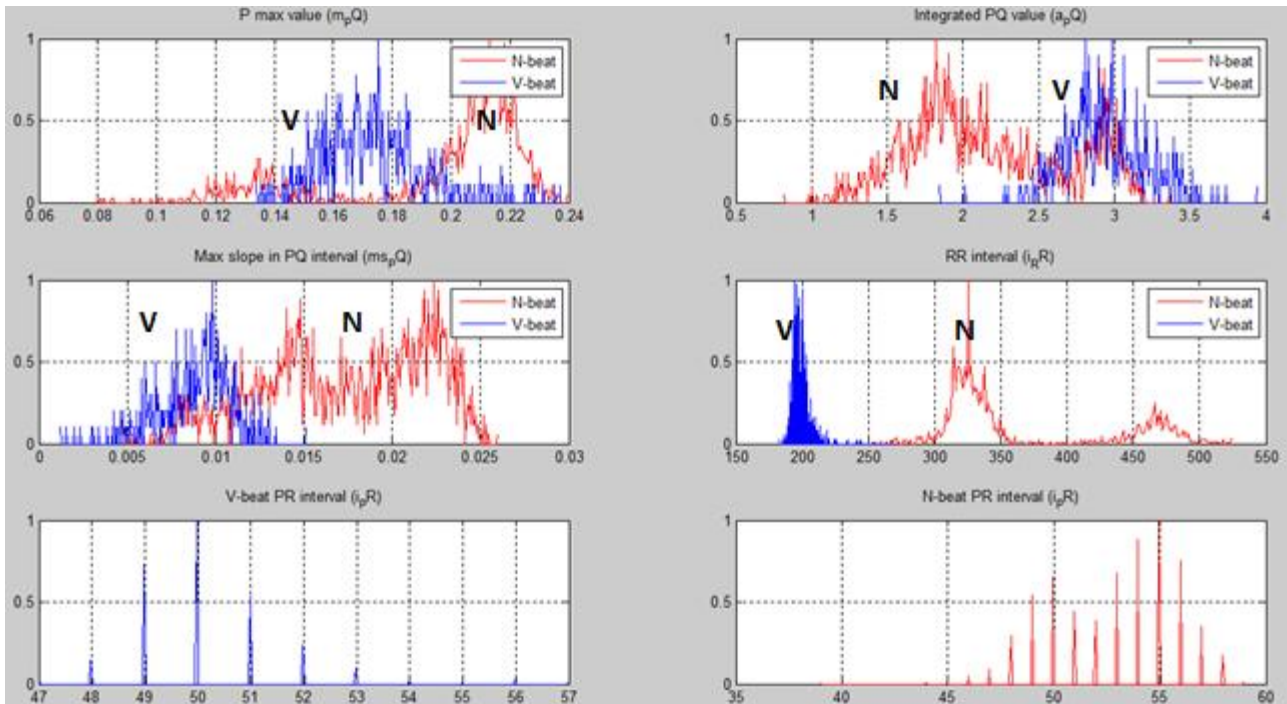 P max value (m_pQ)
1
0.5
0
0.06 0.08 0.1 0.12 0.14 0.16 0.18 0.2 0.22 0.24
V
N
N-beat
V-beat
Integrated PQ value (a_pQ)
1
0.5
0
0.5 1 1.5 2 2.5 3 3.5 4
N
V
N-beat
V-beat
Max slope in PQ interval (ms_pQ)
1
0.5
0
0 0.005 0.01 0.015 0.02 0.025 0.03
V
N
N-beat
V-beat
RR interval (i_RR)
1
0.5
0
150 200 250 300 350 400 450 500 550
V
N
N-beat
V-beat
V-beat PR interval (i_pR)
1
0.5
0
47 48 49 50 51 52 53 54 55 56 57
N-beat PR interval (i_pR)
1
0.5
0
35 40 45 50 55 60